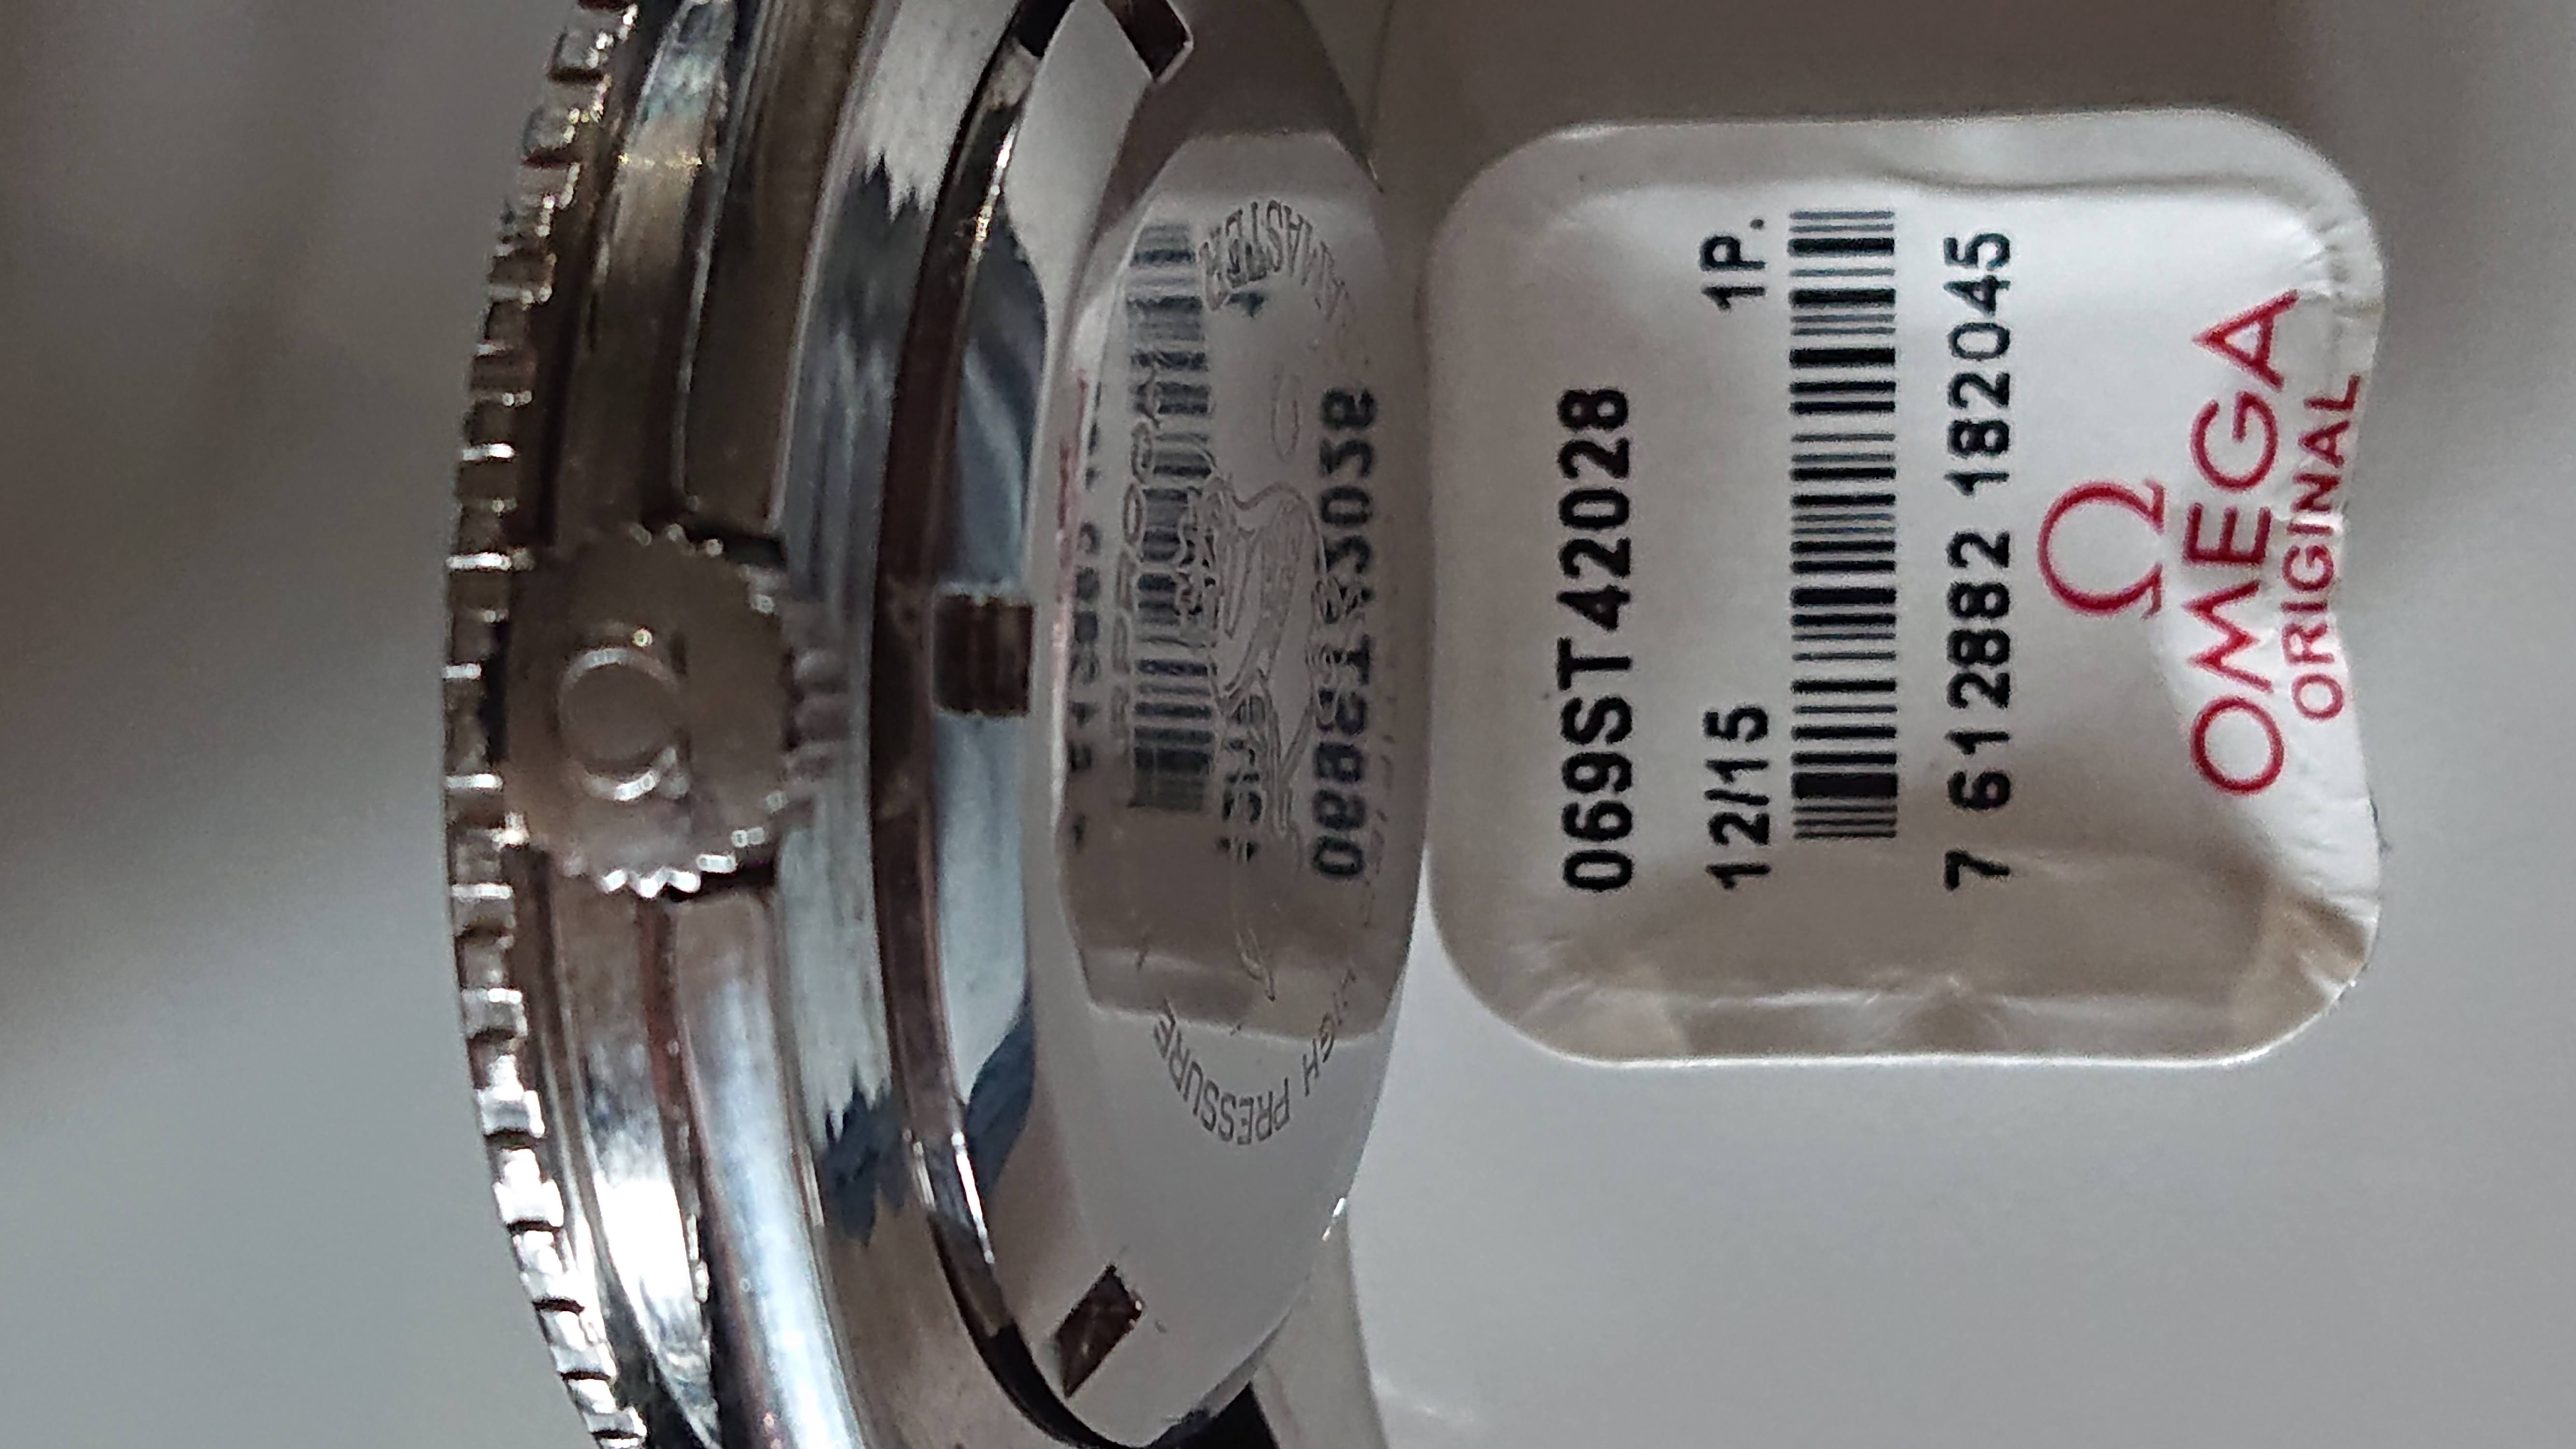 069ST42028
12/15 1P.
7 612882 182045
Ω
OMEGA
ORIGINAL
HIGH PRESSURE
Ω